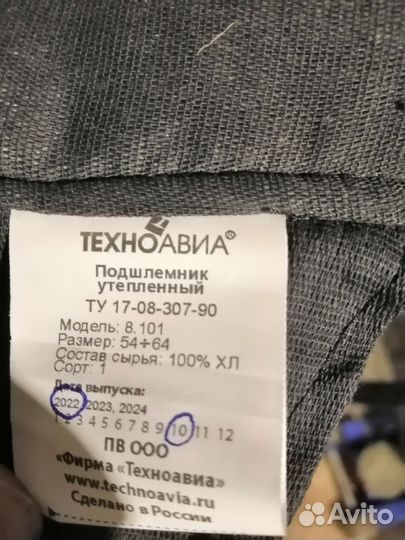 ТЕХНОАВИА®
Подшлемник
утепленный
ТУ 17-08-307-90
Модель: 8.101
Размер: 54÷64
Состав сырья: 100% ХЛ
Сорт: 1
Дата выпуска:
2022, 2023, 2024
1 2 3 4 5 6 7 8 9 10 11 12
ПВ ООО
«Фирма «Техноавиа»
www.technoavia.ru
Сделано в России
Avito